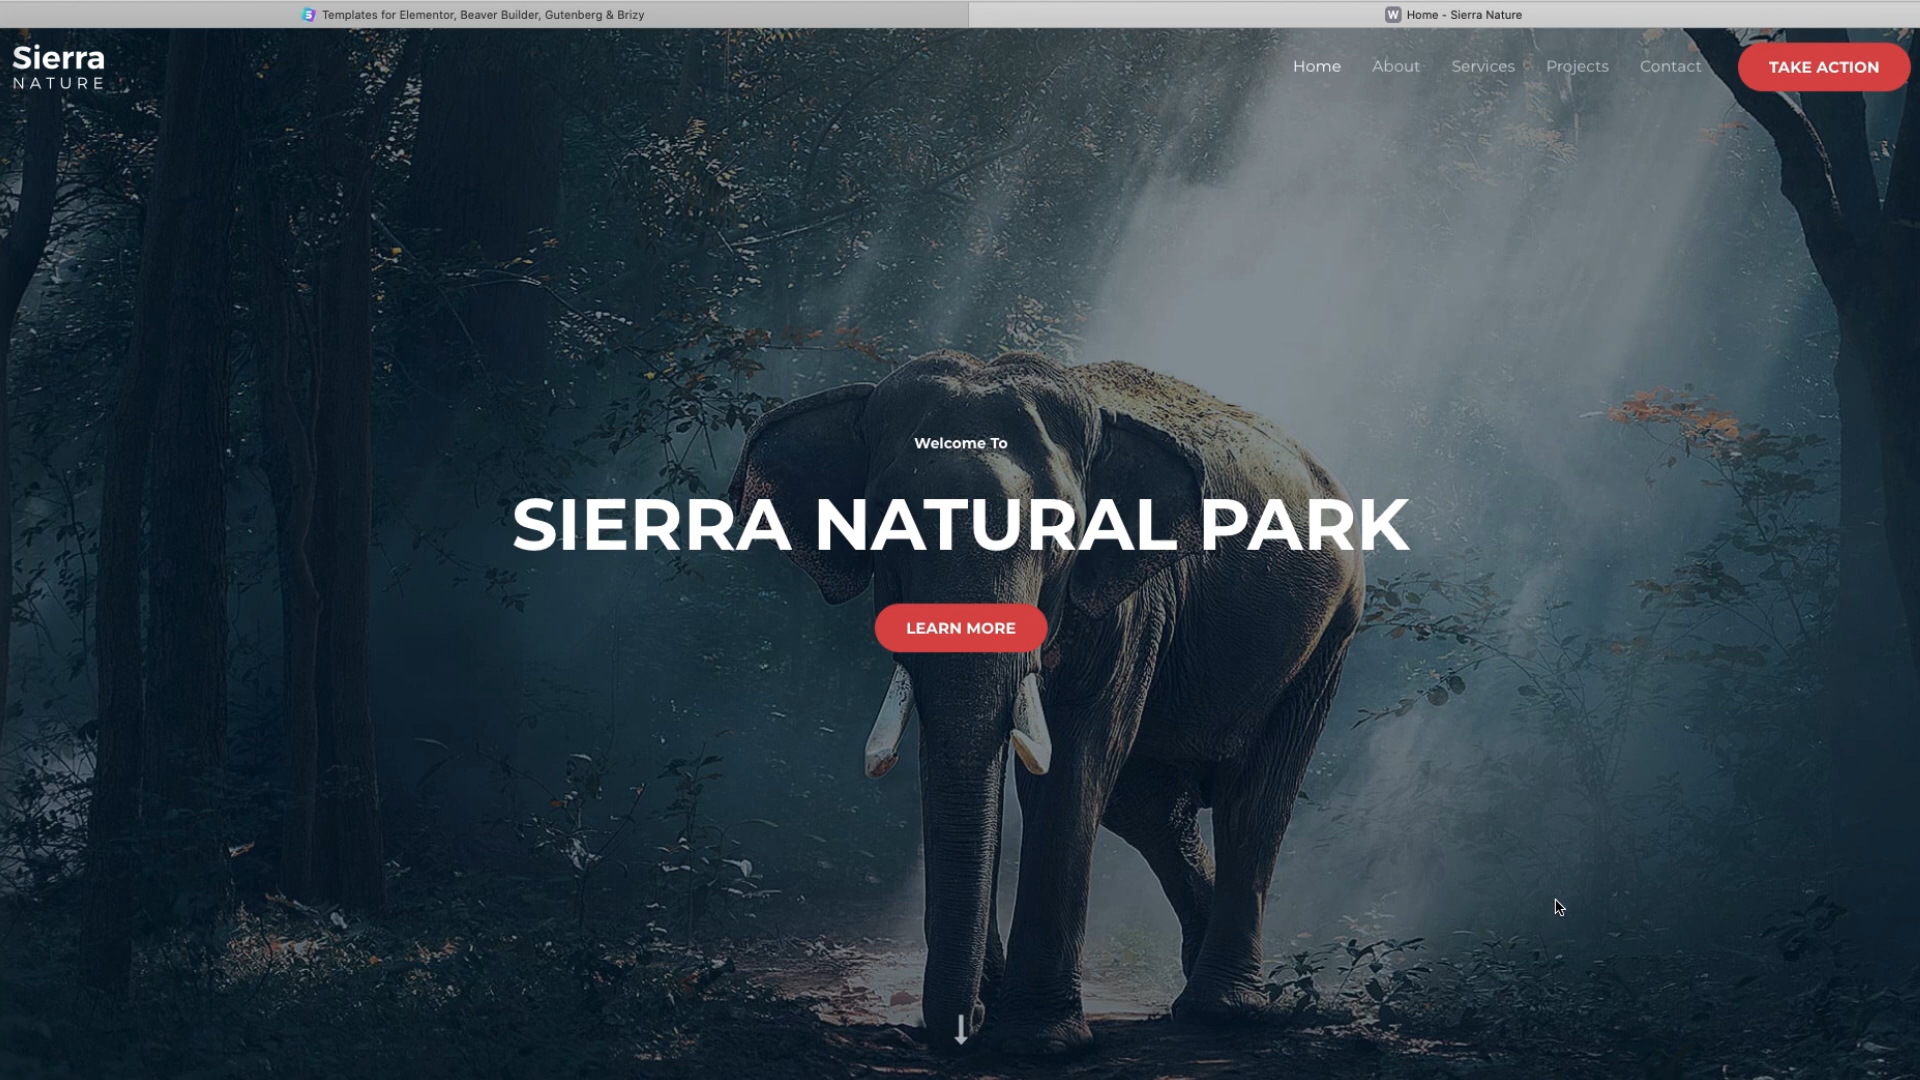 Templates for Elementor, Beaver Builder, Gutenberg & Brizy
W Home - Sierra Nature
Sierra
NATURE
Home About Services Projects Contact TAKE ACTION
Welcome To
SIERRA NATURAL PARK
LEARN MORE